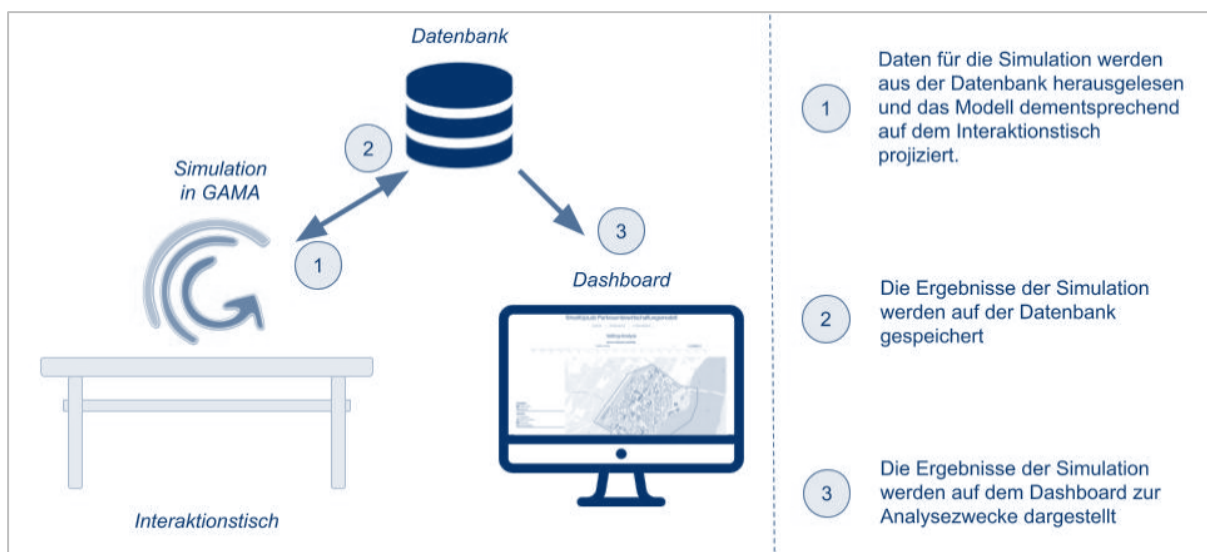 Datenbank
2
Simulation
in GAMA
1
3
Dashboard
Interaktionstisch
1
Daten für die Simulation werden
aus der Datenbank herausgelesen
und das Modell dementsprechend
auf dem Interaktionstisch
projiziert.
2
Die Ergebnisse der Simulation
werden auf der Datenbank
gespeichert
3
Die Ergebnisse der Simulation
werden auf dem Dashboard zur
Analysezwecke dargestellt